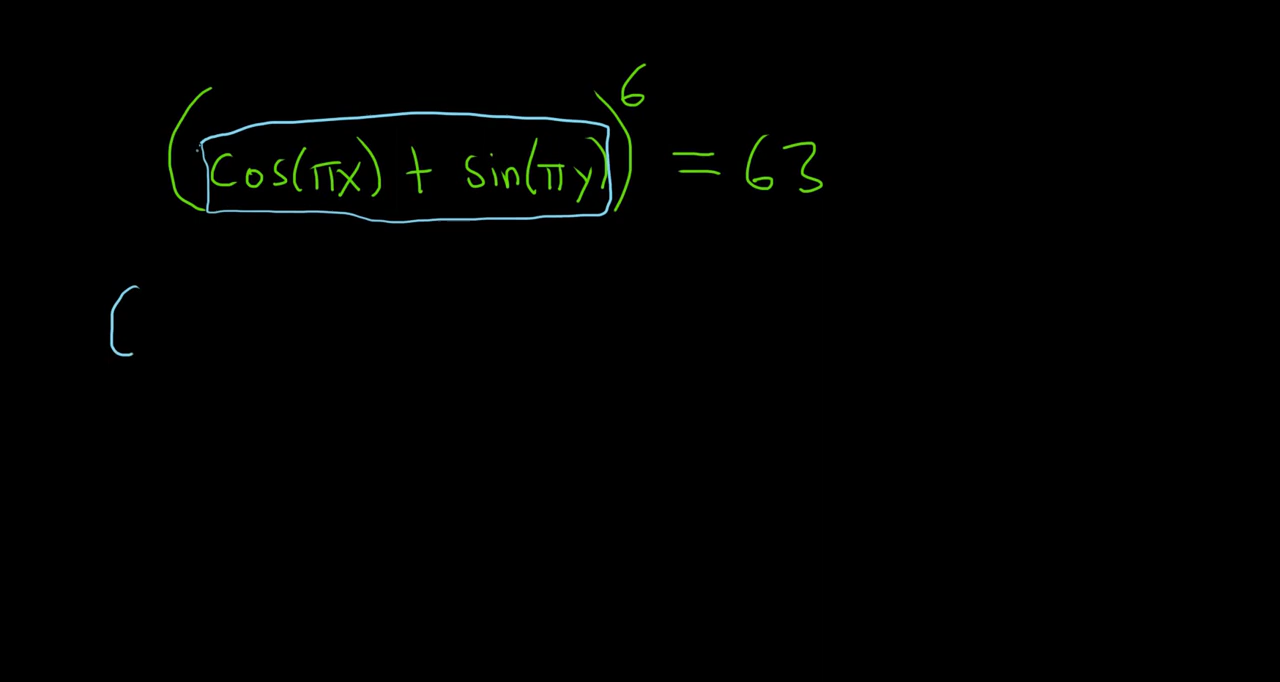 (cos(πx) + sin(πy))⁶ = 63
(